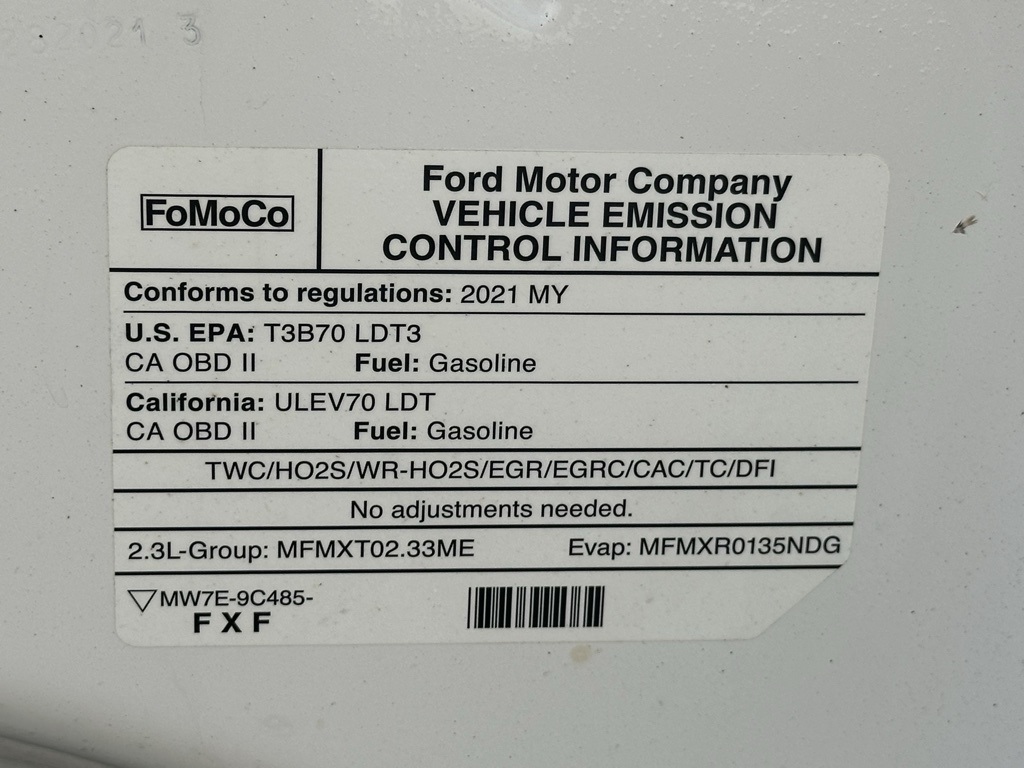 2021 3
FoMoCo
Ford Motor Company
VEHICLE EMISSION
CONTROL INFORMATION
Conforms to regulations: 2021 MY
U.S. EPA: T3B70 LDT3
CA OBD II Fuel: Gasoline
California: ULEV70 LDT
CA OBD II Fuel: Gasoline
TWC/HO2S/WR-HO2S/EGR/EGRC/CAC/TC/DFI
No adjustments needed.
2.3L-Group: MFMXT02.33ME Evap: MFMXR0135NDG
MW7E-9C485-
F X F